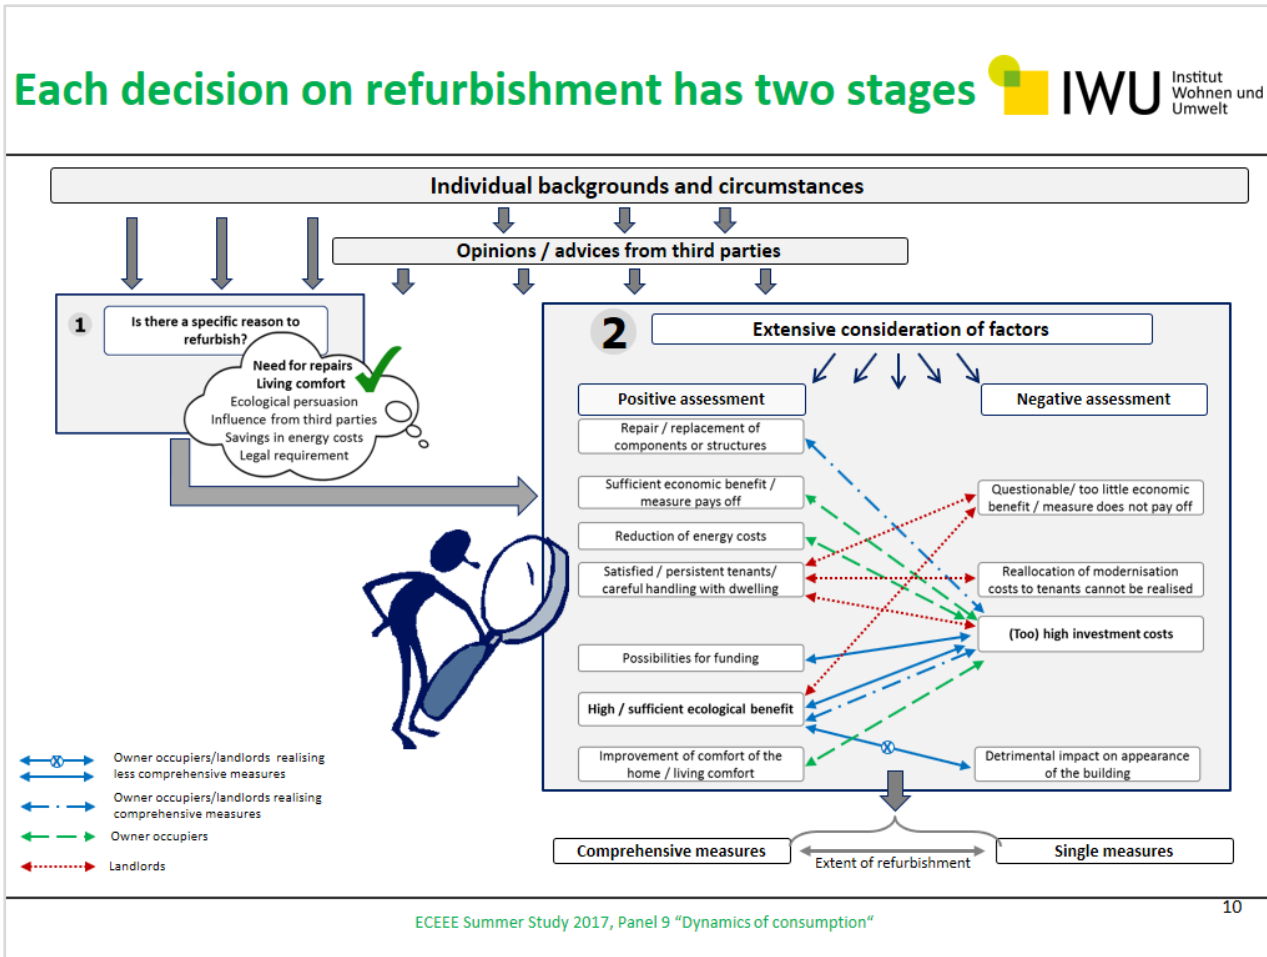 Each decision on refurbishment has two stages
IWU
Institut
Wohnen und
Umwelt
Individual backgrounds and circumstances
Opinions / advices from third parties
1
Is there a specific reason to
refurbish?
Need for repairs
Living comfort
Ecological persuasion
Influence from third parties
Savings in energy costs
Legal requirement
2
Extensive consideration of factors
Positive assessment
Negative assessment
Repair / replacement of
components or structures
Sufficient economic benefit /
measure pays off
Reduction of energy costs
Satisfied / persistent tenants/
careful handling with dwelling
Possibilities for funding
High / sufficient ecological benefit
Improvement of comfort of the
home / living comfort
Questionable/ too little economic
benefit / measure does not pay off
Reallocation of modernisation
costs to tenants cannot be realised
(Too) high investment costs
X
Detrimental impact on appearance
of the building
X
Owner occupiers/landlords realising
less comprehensive measures
Owner occupiers/landlords realising
comprehensive measures
Owner occupiers
Landlords
Comprehensive measures
Extent of refurbishment
Single measures
ECEEE Summer Study 2017, Panel 9 "Dynamics of consumption"
10